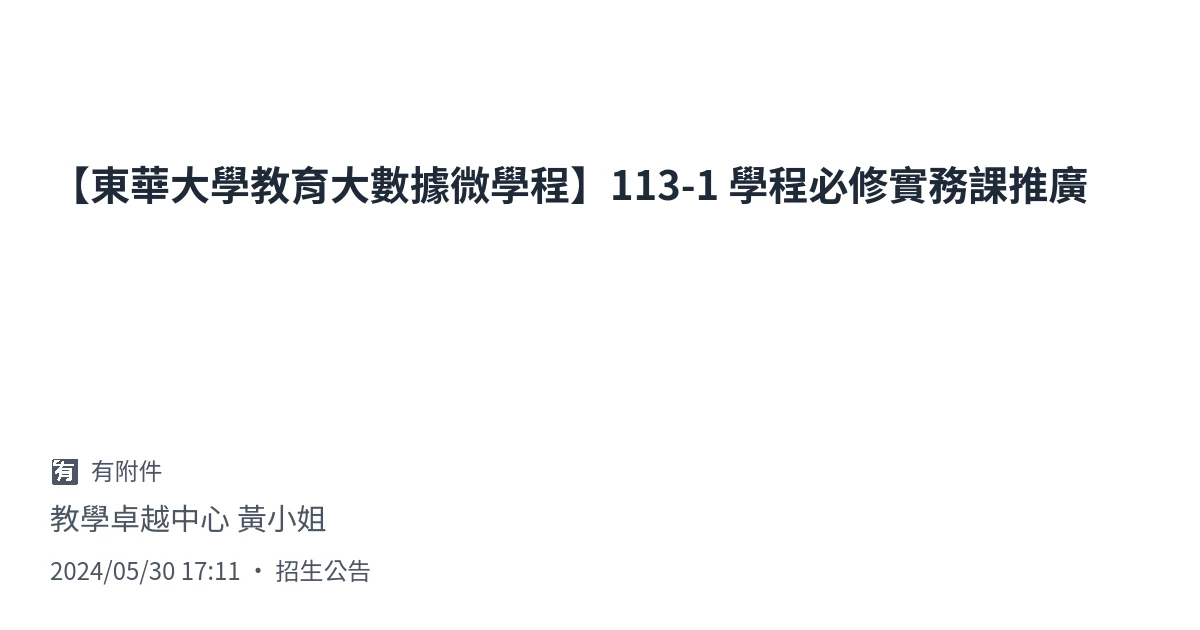 【東華大學教育大數據微學程】113-1 學程必修實務課推廣
有 有附件
教學卓越中心 黃小姐
2024/05/30 17:11 ・ 招生公告